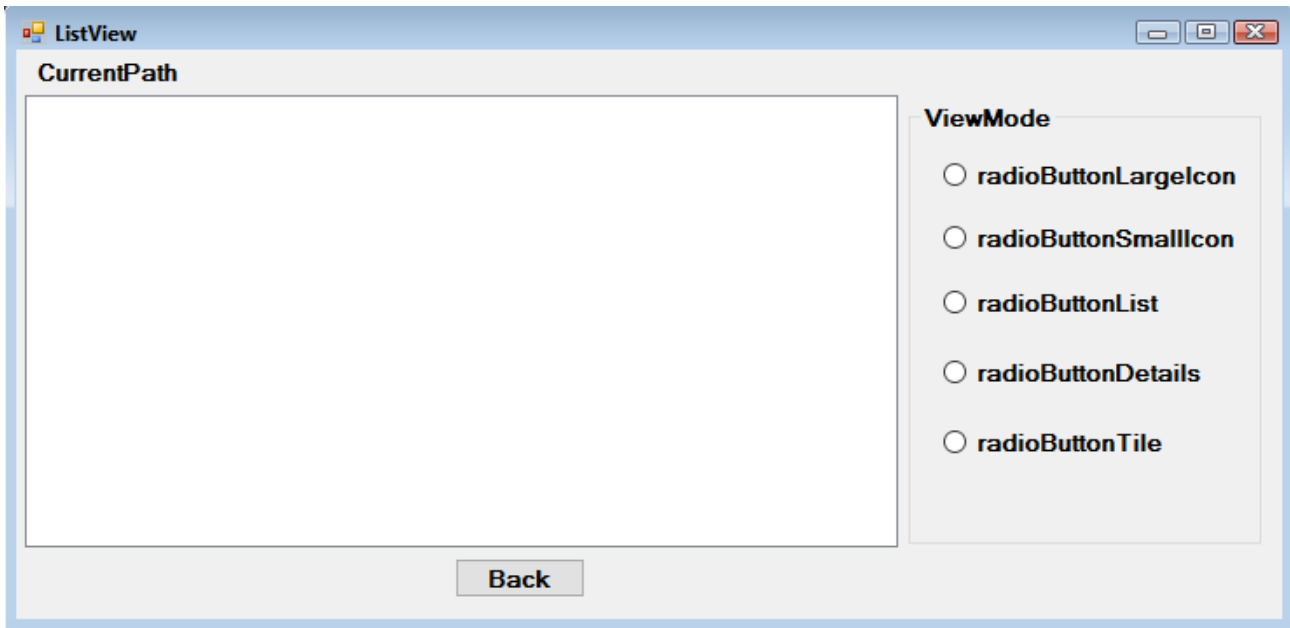 ListView
CurrentPath
ViewMode
radioButtonLargeIcon
radioButtonSmallIcon
radioButtonList
radioButtonDetails
radioButtonTile
Back